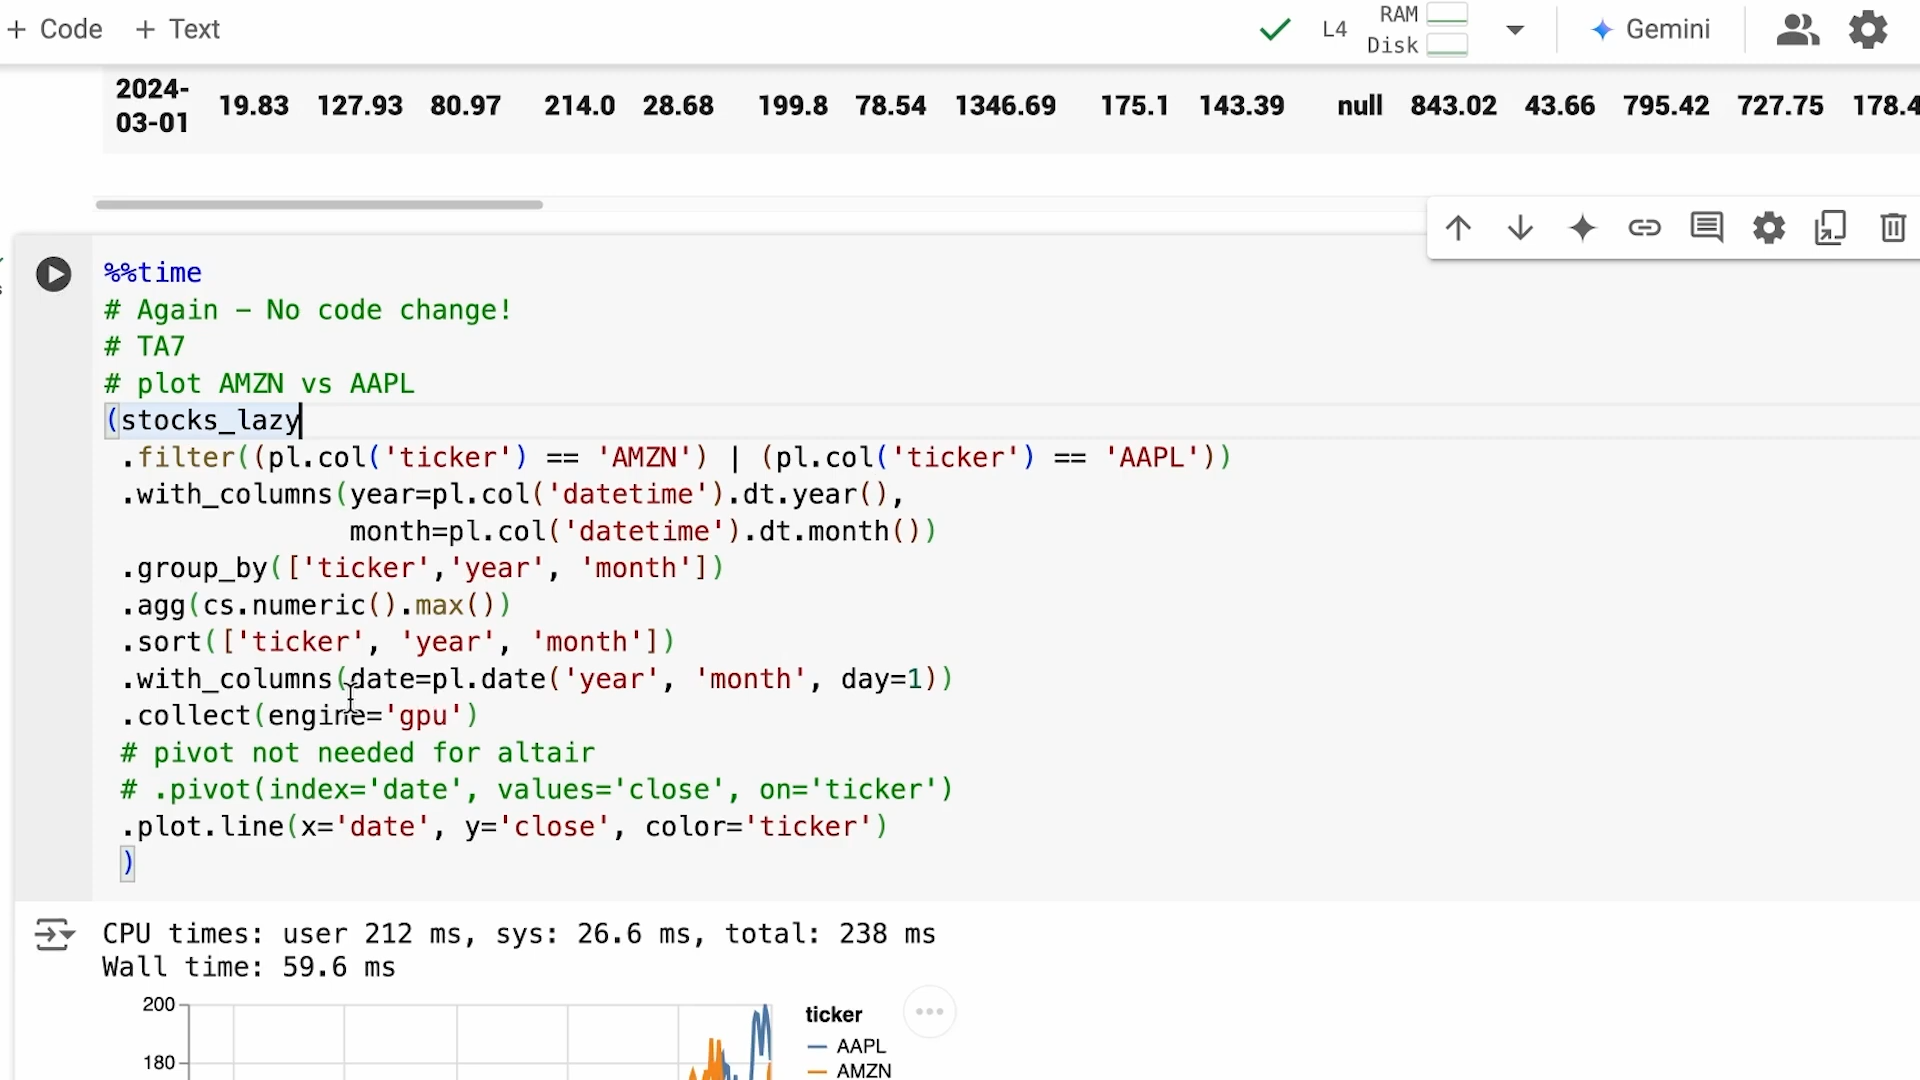 + Code + Text
L4 RAM Disk Gemini
2024-03-01 19.83 127.93 80.97 214.0 28.68 199.8 78.54 1346.69 175.1 143.39 null 843.02 43.66 795.42 727.75 178.4
%%time
# Again – No code change!
# TA7
# plot AMZN vs AAPL
(stocks_lazy
.filter((pl.col('ticker') == 'AMZN') | (pl.col('ticker') == 'AAPL'))
.with_columns(year=pl.col('datetime').dt.year(),
month=pl.col('datetime').dt.month())
.group_by(['ticker','year', 'month'])
.agg(cs.numeric().max())
.sort(['ticker', 'year', 'month'])
.with_columns(date=pl.date('year', 'month', day=1))
.collect(engine='gpu')
# pivot not needed for altair
# .pivot(index='date', values='close', on='ticker')
.plot.line(x='date', y='close', color='ticker')
)
CPU times: user 212 ms, sys: 26.6 ms, total: 238 ms
Wall time: 59.6 ms
200
ticker
AAPL
180
AMZN